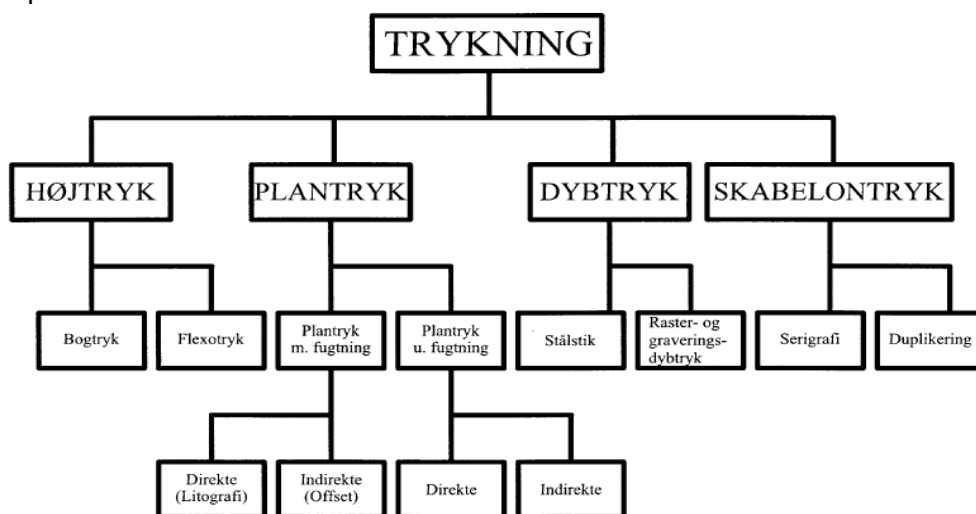 TRYKNING
HØJTRYK
PLANTRYK
DYBTRYK
SKABELONTRYK
Bogtryk
Flexotryk
Plantryk
m. fugtning
Plantryk
u. fugtning
Stålstik
Raster- og
graverings-
dybtryk
Serigrafi
Duplikering
Direkte
(Litografi)
Indirekte
(Offset)
Direkte
Indirekte